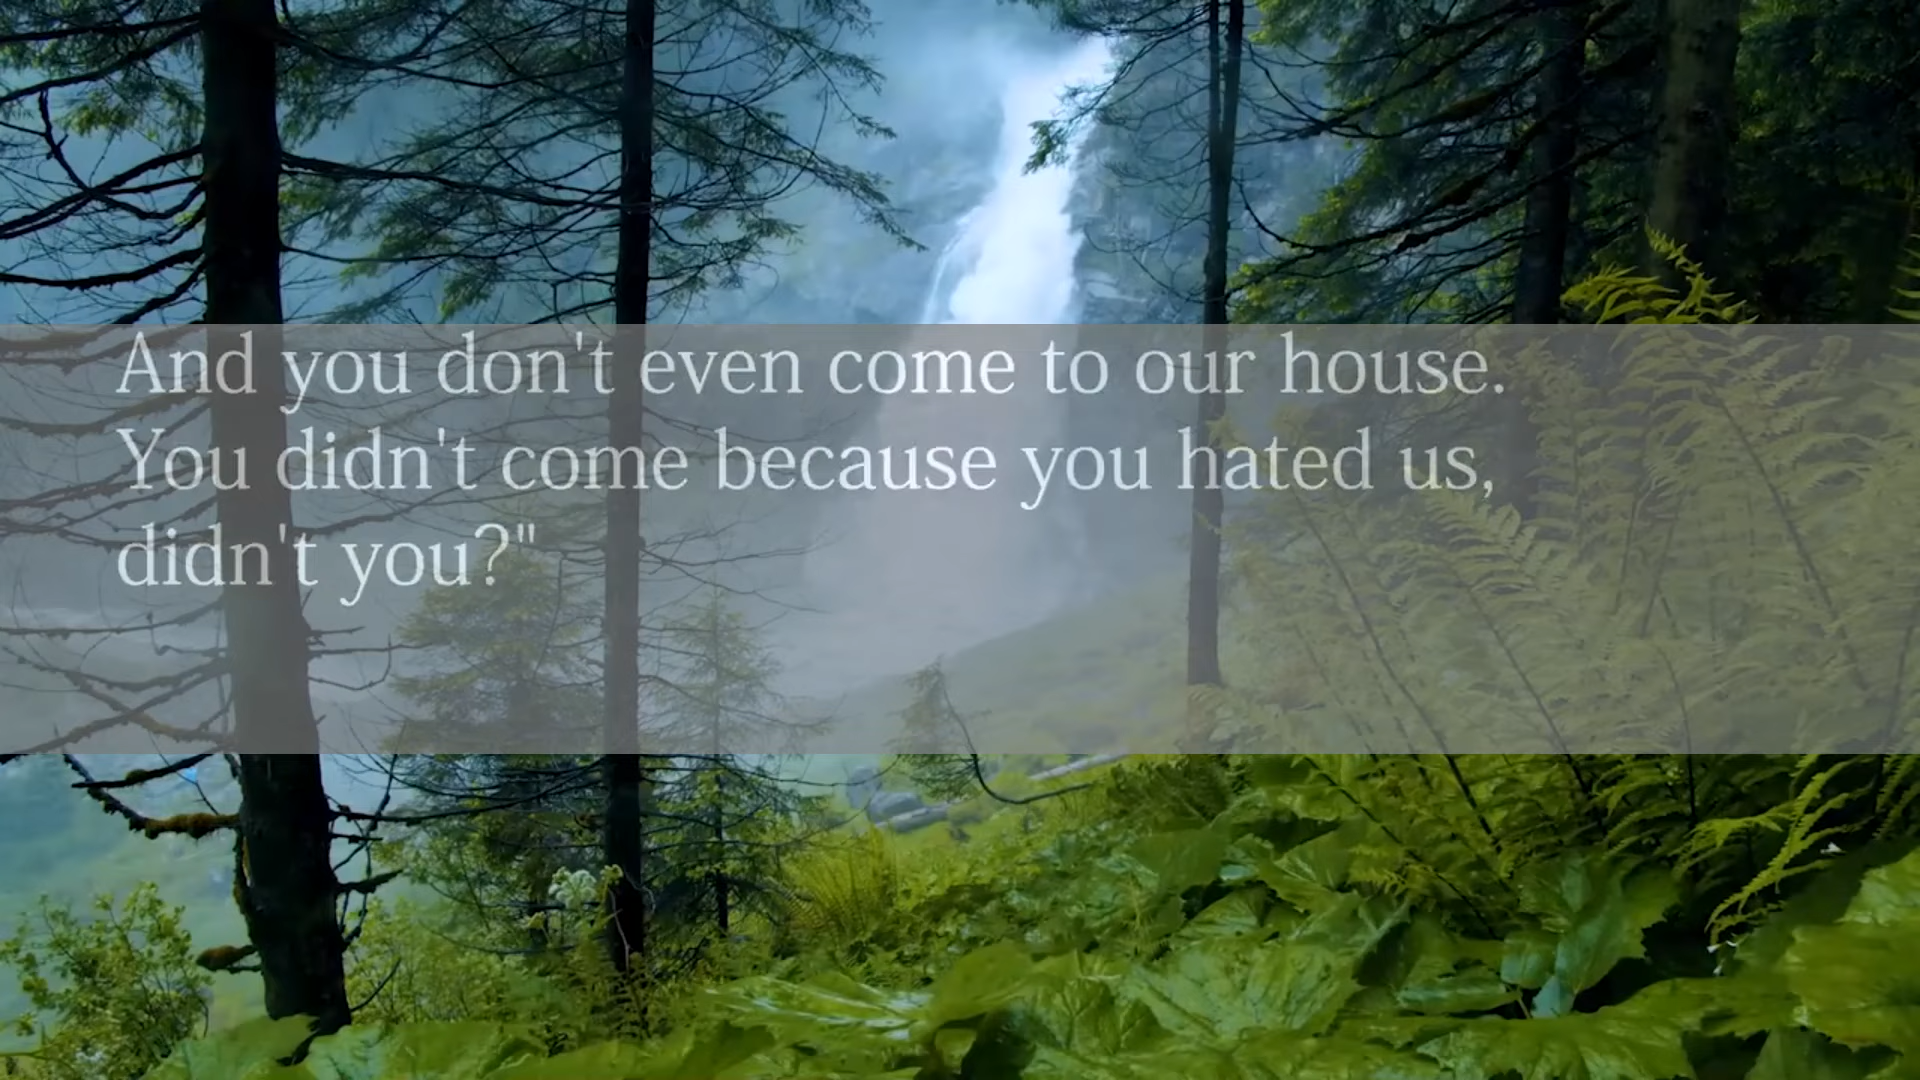 And you don't even come to our house.
You didn't come because you hated us,
didn't you?"